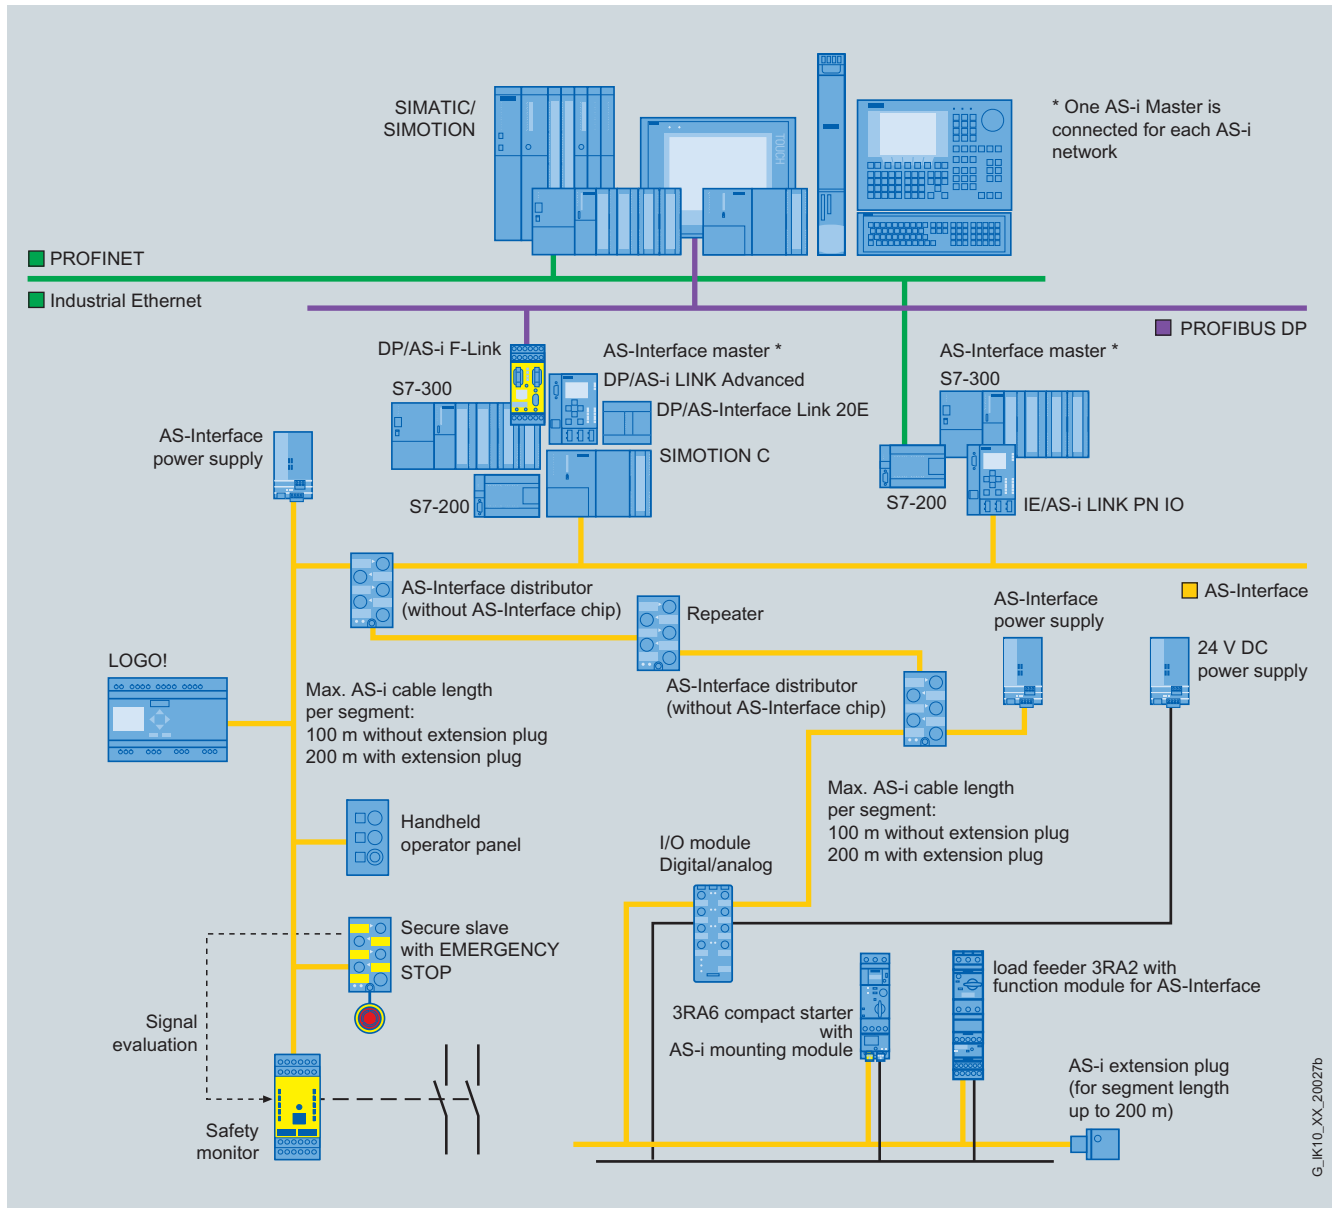 SIMATIC/
SIMOTION
TOUCH
* One AS-i Master is
connected for each AS-i
network
PROFINET
Industrial Ethernet
PROFIBUS DP
DP/AS-i F-Link
AS-Interface master *
DP/AS-i LINK Advanced
S7-300
DP/AS-Interface Link 20E
SIMOTION C
S7-200
AS-Interface master *
S7-300
S7-200
IE/AS-i LINK PN IO
AS-Interface
power supply
AS-Interface distributor
(without AS-Interface chip)
Repeater
AS-Interface
AS-Interface
power supply
24 V DC
power supply
LOGO!
Max. AS-i cable length
per segment:
100 m without extension plug
200 m with extension plug
AS-Interface distributor
(without AS-Interface chip)
Max. AS-i cable length
per segment:
100 m without extension plug
200 m with extension plug
Handheld
operator panel
I/O module
Digital/analog
Secure slave
with EMERGENCY
STOP
Signal
evaluation
3RA6 compact starter
with
AS-i mounting module
load feeder 3RA2 with
function module for AS-Interface
AS-i extension plug
(for segment length
up to 200 m)
Safety
monitor
G_IK10_XX_20027b